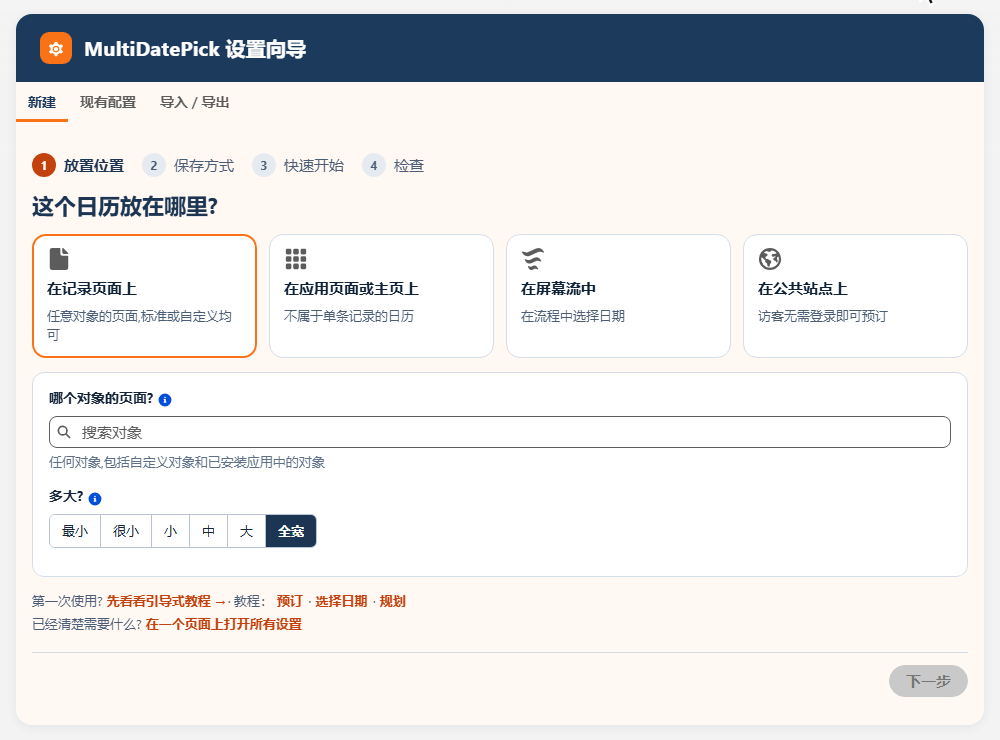 MultiDatePick 设置向导
新建 现有配置 导入 / 导出
1 放置位置 2 保存方式 3 快速开始 4 检查
这个日历放在哪里?
在记录页面上
任意对象的页面,标准或自定义均
可
在应用页面或主页上
不属于单条记录的日历
在屏幕流中
在流程中选择日期
在公共站点上
访客无需登录即可预订
哪个对象的页面?
搜索对象
任何对象,包括自定义对象和已安装应用中的对象
多大?
最小 很小 小 中 大 全宽
第一次使用? 先看看引导式教程 → · 教程: 预订 · 选择日期 · 规划
已经清楚需要什么? 在一个页面上打开所有设置
下一步